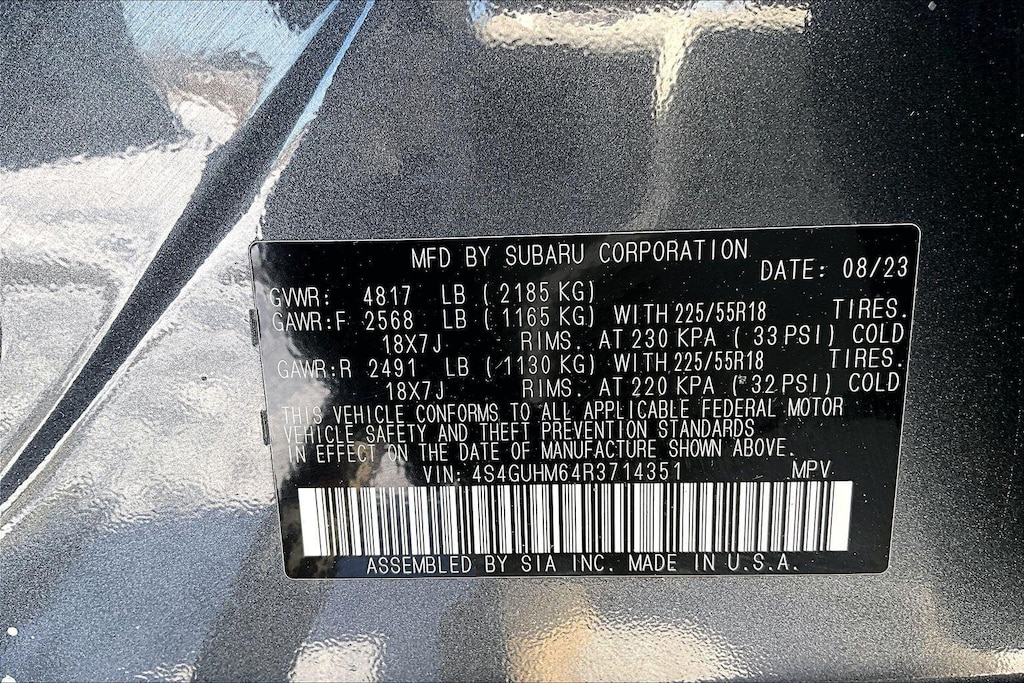 MFD BY SUBARU CORPORATION
DATE: 08/23
GVWR: 4817 LB ( 2185 KG)
GAWR:F 2568 LB ( 1165 KG) WITH 225/55R18 TIRES.
18X7J RIMS. AT 230 KPA ( 33 PSI) COLD
GAWR:R 2491 LB ( 1130 KG) WITH 225/55R18 TIRES.
18X7J RIMS. AT 220 KPA ( 32 PSI) COLD
THIS VEHICLE CONFORMS TO ALL APPLICABLE FEDERAL MOTOR
VEHICLE SAFETY AND THEFT PREVENTION STANDARDS
IN EFFECT ON THE DATE OF MANUFACTURE SHOWN ABOVE.
VIN: 4S4GUHM64R3714351 MPV
ASSEMBLED BY SIA INC. MADE IN U.S.A.